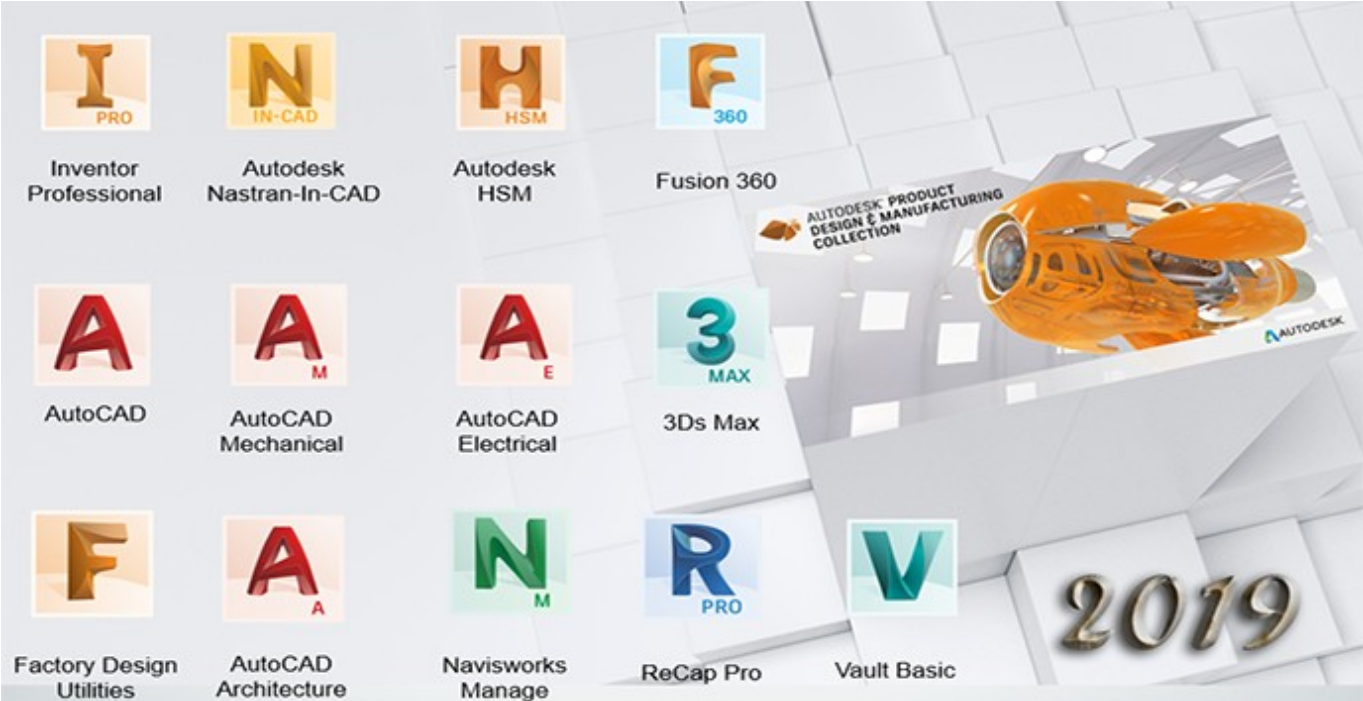 I
PRO
Inventor
Professional
N
IN-CAD
Autodesk
Nastran-In-CAD
H
HSM
Autodesk
HSM
F
360
Fusion 360
AUTODESK® PRODUCT
DESIGN & MANUFACTURING
COLLECTION
AUTODESK
A
AutoCAD
A
M
AutoCAD
Mechanical
A
E
AutoCAD
Electrical
3
MAX
3Ds Max
F
Factory Design
Utilities
A
A
AutoCAD
Architecture
N
M
Navisworks
Manage
R
PRO
ReCap Pro
V
Vault Basic
2019